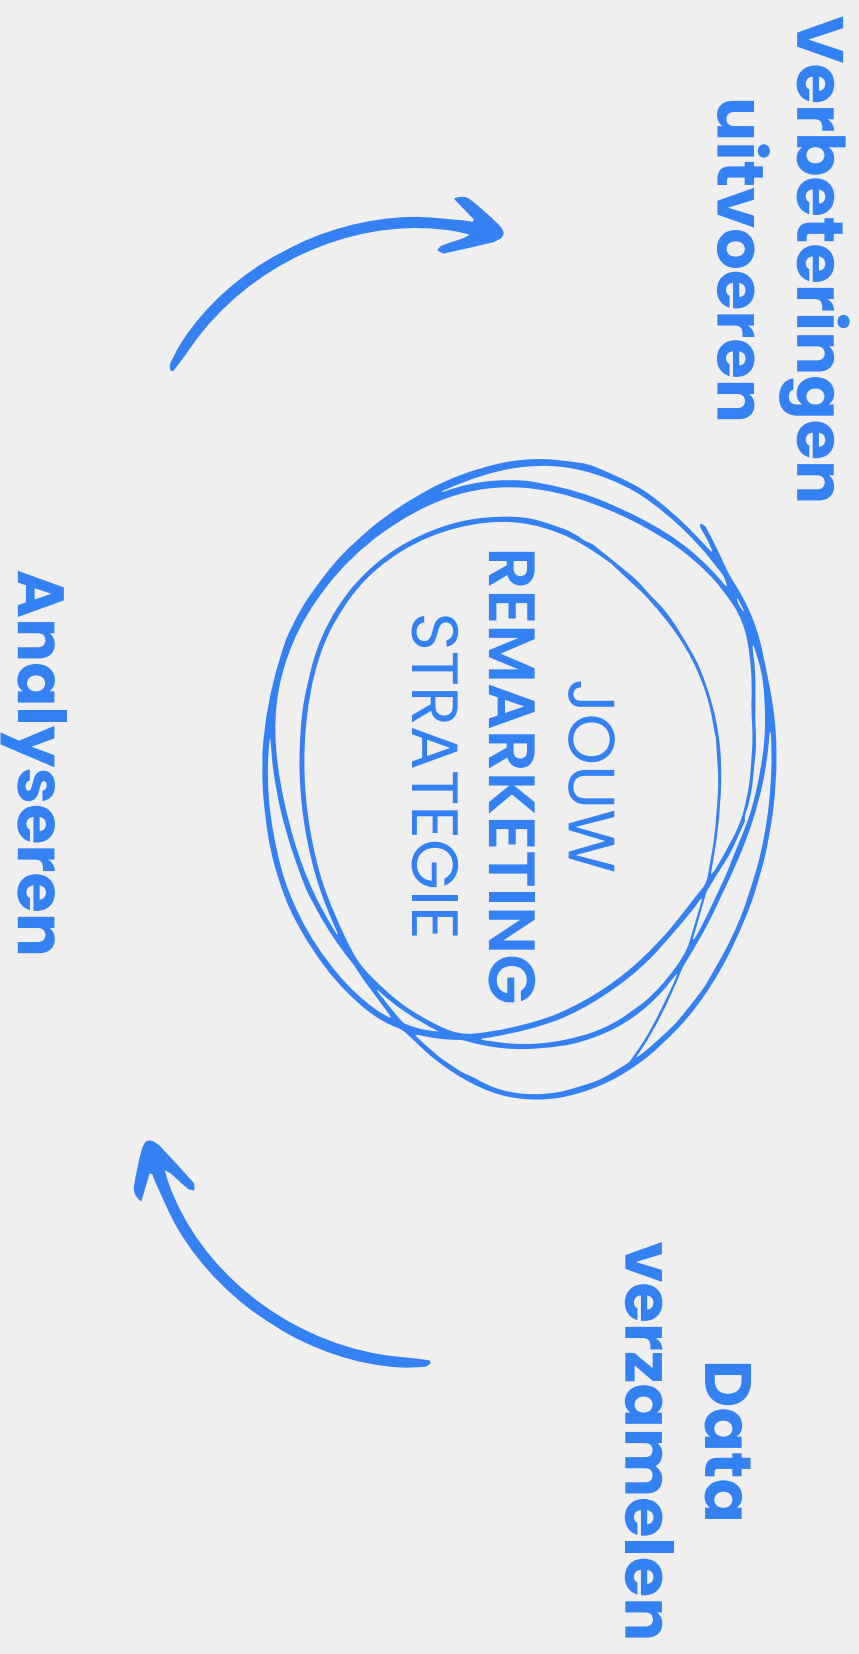 Verbeteringen
uitvoeren
Data
verzamelen
JOUW
REMARKETING
STRATEGIE
Analyseren